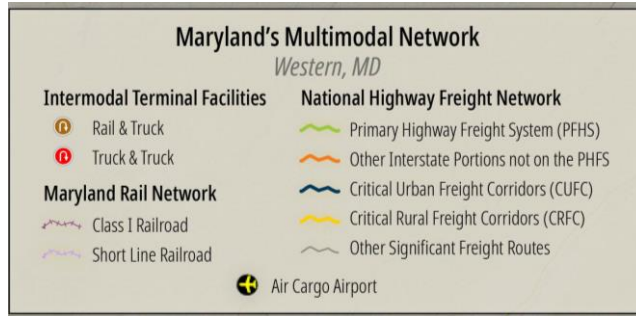 Maryland's Multimodal Network
Western, MD
Intermodal Terminal Facilities
Rail & Truck
Truck & Truck
Maryland Rail Network
Class I Railroad
Short Line Railroad
National Highway Freight Network
Primary Highway Freight System (PFHS)
Other Interstate Portions not on the PHFS
Critical Urban Freight Corridors (CUFC)
Critical Rural Freight Corridors (CRFC)
Other Significant Freight Routes
Air Cargo Airport